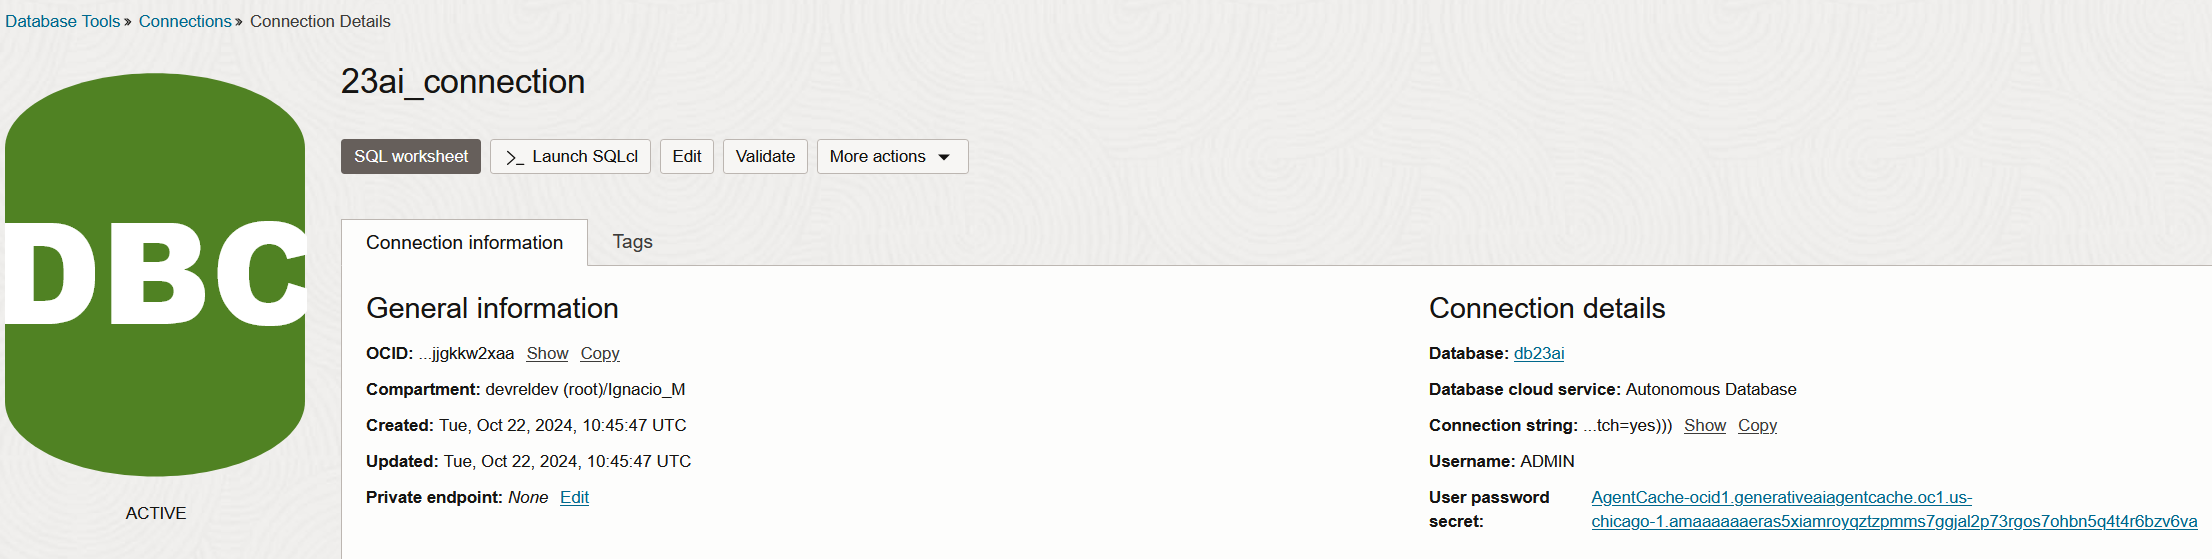 Database Tools » Connections » Connection Details
23ai_connection
SQL worksheet Launch SQLcl Edit Validate More actions
DBC
ACTIVE
Connection information Tags
General information
OCID: ...jjgkkw2xaa Show Copy
Compartment: devreldev (root)/Ignacio_M
Created: Tue, Oct 22, 2024, 10:45:47 UTC
Updated: Tue, Oct 22, 2024, 10:45:47 UTC
Private endpoint: None Edit
Connection details
Database: db23ai
Database cloud service: Autonomous Database
Connection string: ...tch=yes))) Show Copy
Username: ADMIN
User password secret: AgentCache-ocid1.generativeaiagentcache.oc1.us-
chicago-1.amaaaaaaeras5xiamroyqztzpmms7ggjal2p73rgos7ohbn5q4t4r6bzv6va